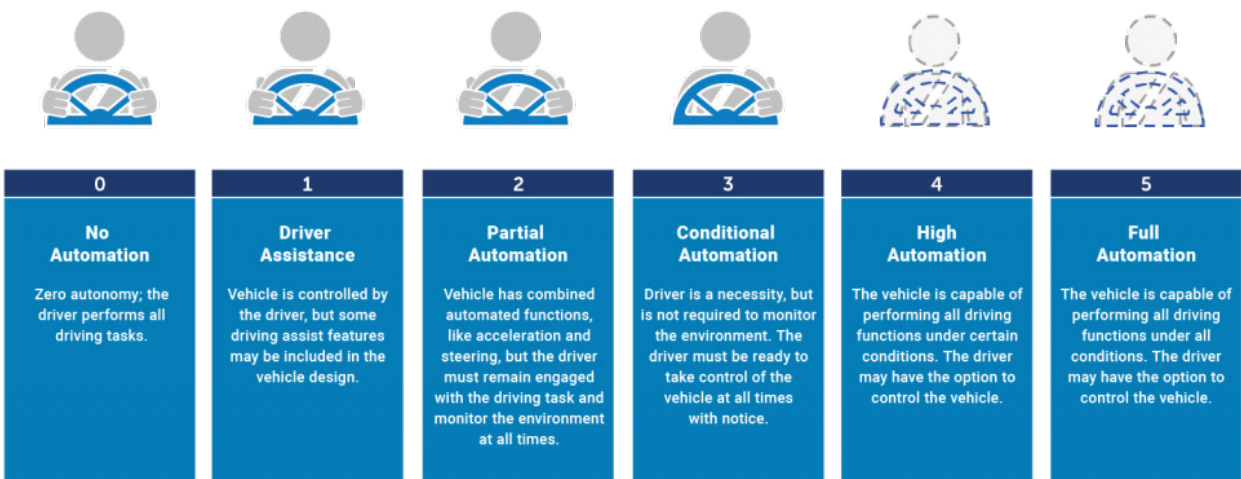 0
No
Automation
Zero autonomy; the
driver performs all
driving tasks.
1
Driver
Assistance
Vehicle is controlled by
the driver, but some
driving assist features
may be included in the
vehicle design.
2
Partial
Automation
Vehicle has combined
automated functions,
like acceleration and
steering, but the driver
must remain engaged
with the driving task and
monitor the environment
at all times.
3
Conditional
Automation
Driver is a necessity, but
is not required to monitor
the environment. The
driver must be ready to
take control of the
vehicle at all times
with notice.
4
High
Automation
The vehicle is capable of
performing all driving
functions under certain
conditions. The driver
may have the option to
control the vehicle.
5
Full
Automation
The vehicle is capable of
performing all driving
functions under all
conditions. The driver
may have the option to
control the vehicle.